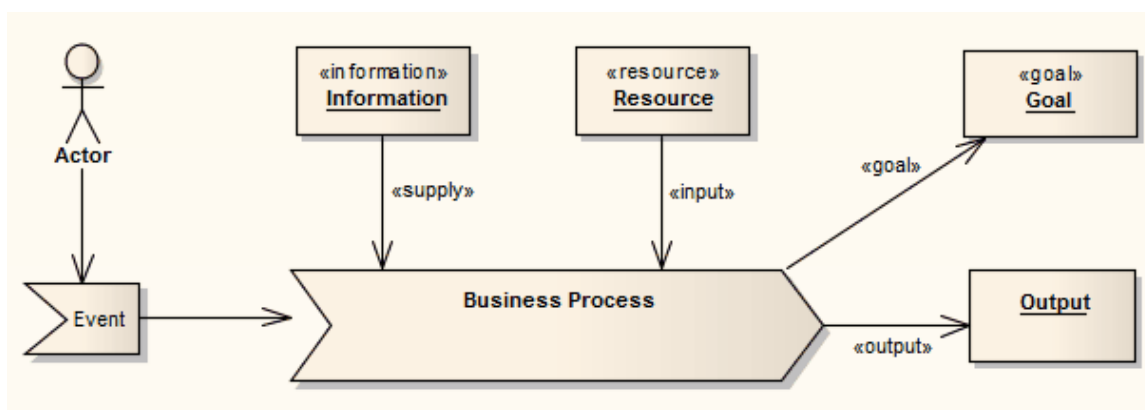 «information»
Information
«resource»
Resource
«goal»
Goal
Actor
«supply»
«input»
«goal»
Event
Business Process
Output
«output»